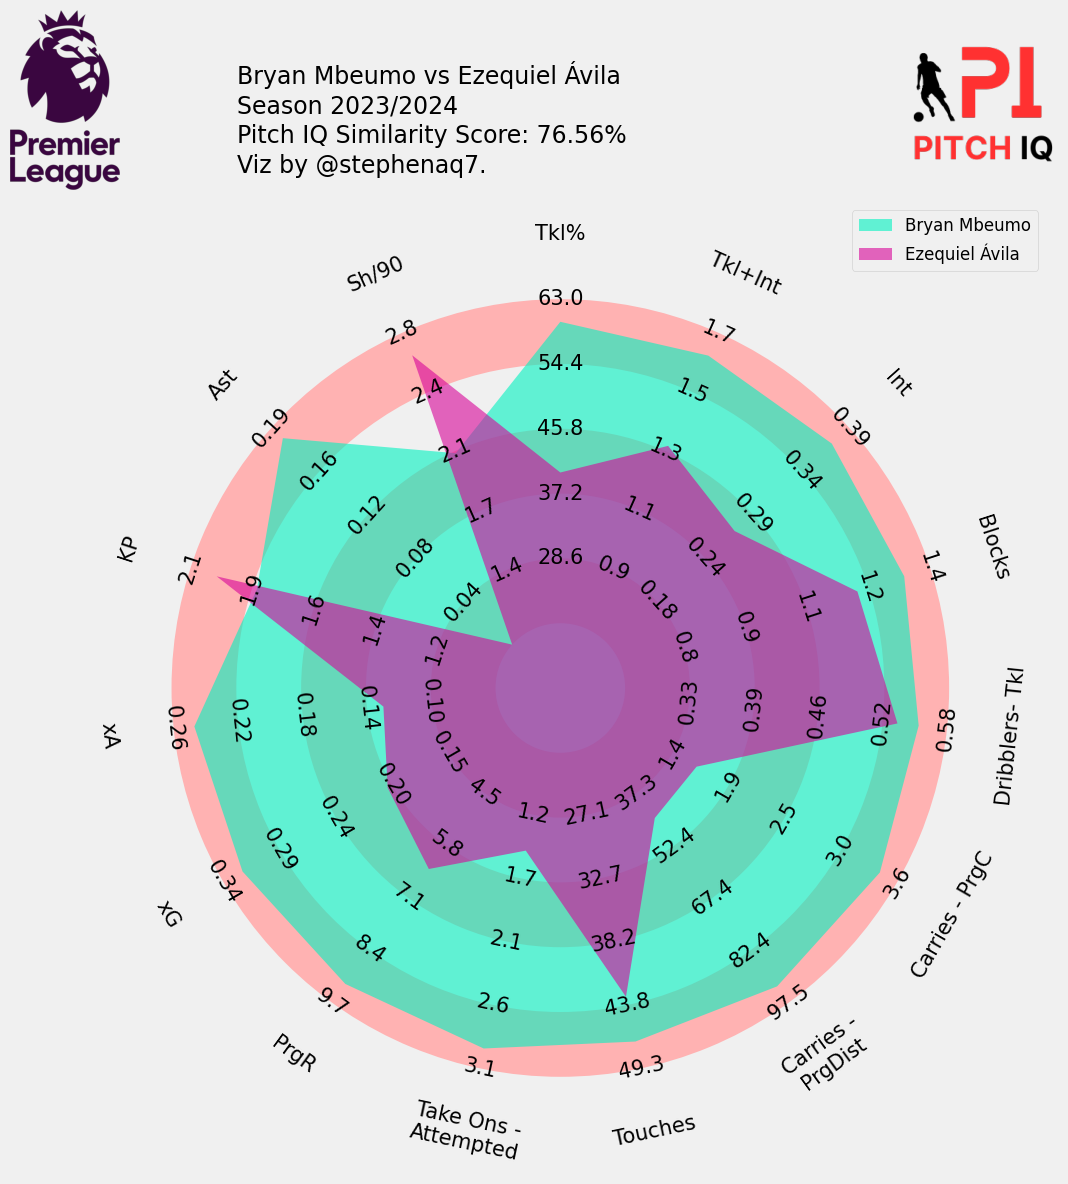 Premier
League
Bryan Mbeumo vs Ezequiel Ávila
Season 2023/2024
Pitch IQ Similarity Score: 76.56%
Viz by @stephenaq7.
PI
PITCH IQ
Bryan Mbeumo
Ezequiel Ávila
Tkl%
28.6
37.2
45.8
54.4
63.0
Tkl+Int
0.9
1.1
1.3
1.5
1.7
Int
0.18
0.24
0.29
0.34
0.39
Blocks
0.8
0.9
1.1
1.2
1.4
Dribblers- Tkl
0.33
0.39
0.46
0.52
0.58
Carries - PrgC
1.4
1.9
2.5
3.0
3.6
Carries -
PrgDist
37.3
52.4
67.4
82.4
97.5
Touches
27.1
32.7
38.2
43.8
49.3
Take Ons -
Attempted
1.2
1.7
2.1
2.6
3.1
PrgR
4.5
5.8
7.1
8.4
9.7
xG
0.15
0.20
0.24
0.29
0.34
xA
0.10
0.14
0.18
0.22
0.26
KP
1.2
1.4
1.6
1.9
2.1
Ast
0.04
0.08
0.12
0.16
0.19
Sh/90
1.4
1.7
2.1
2.4
2.8